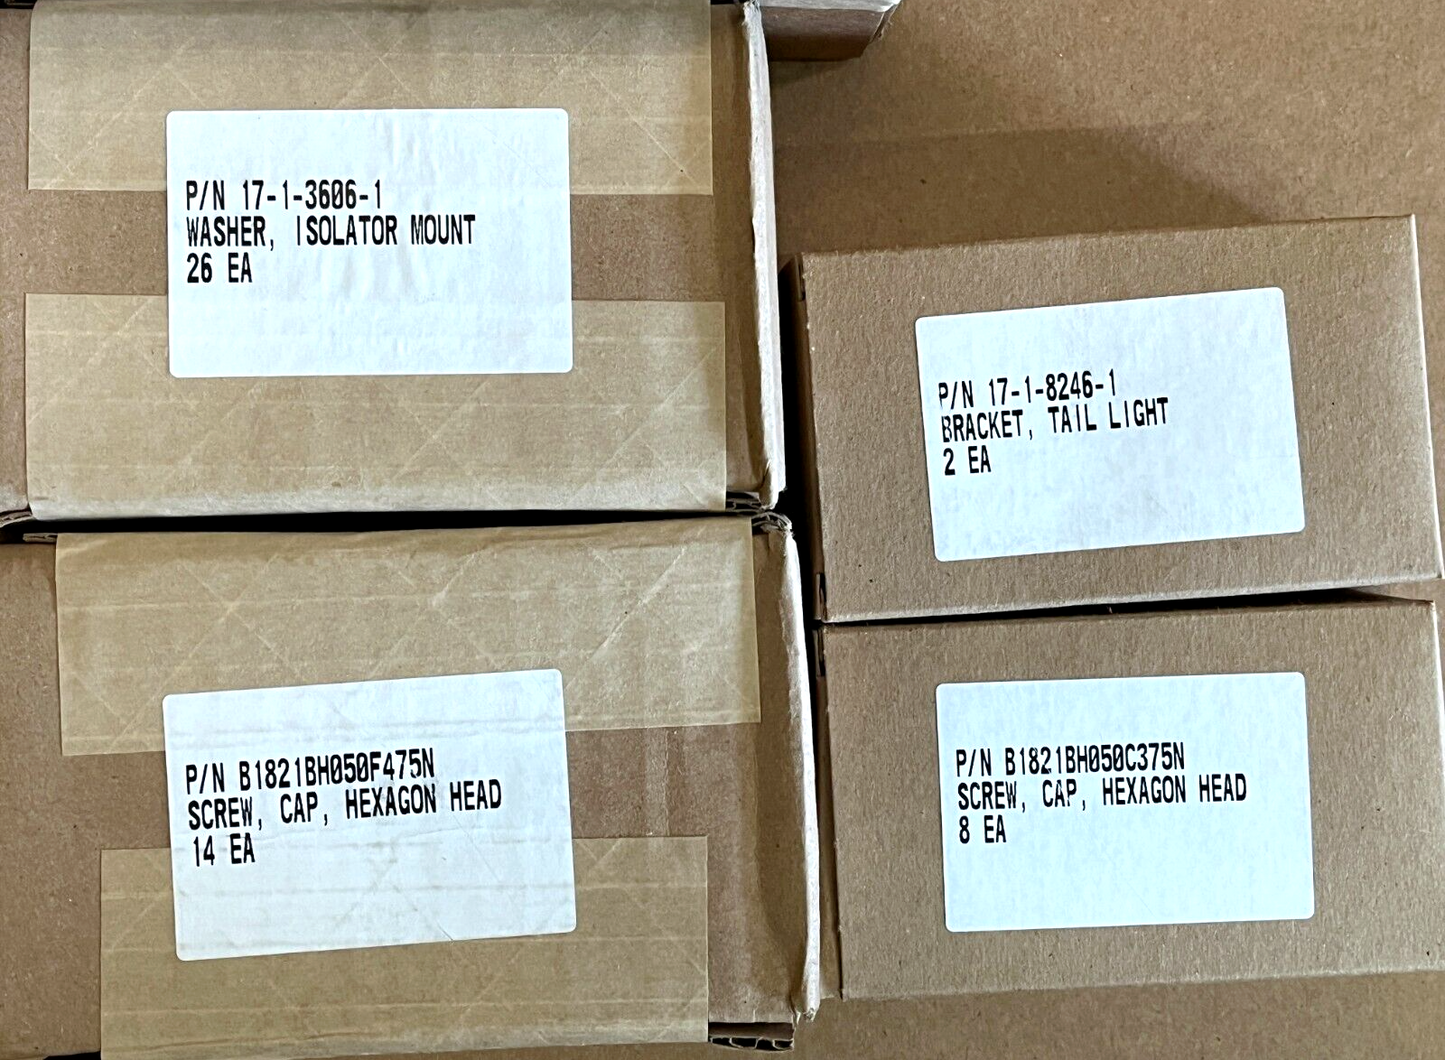 P/N 17-1-3606-1
WASHER, ISOLATOR MOUNT
26 EA
P/N 17-1-8246-1
BRACKET, TAIL LIGHT
2 EA
P/N B1821BH050F475N
SCREW, CAP, HEXAGON HEAD
14 EA
P/N B1821BH050C375N
SCREW, CAP, HEXAGON HEAD
8 EA